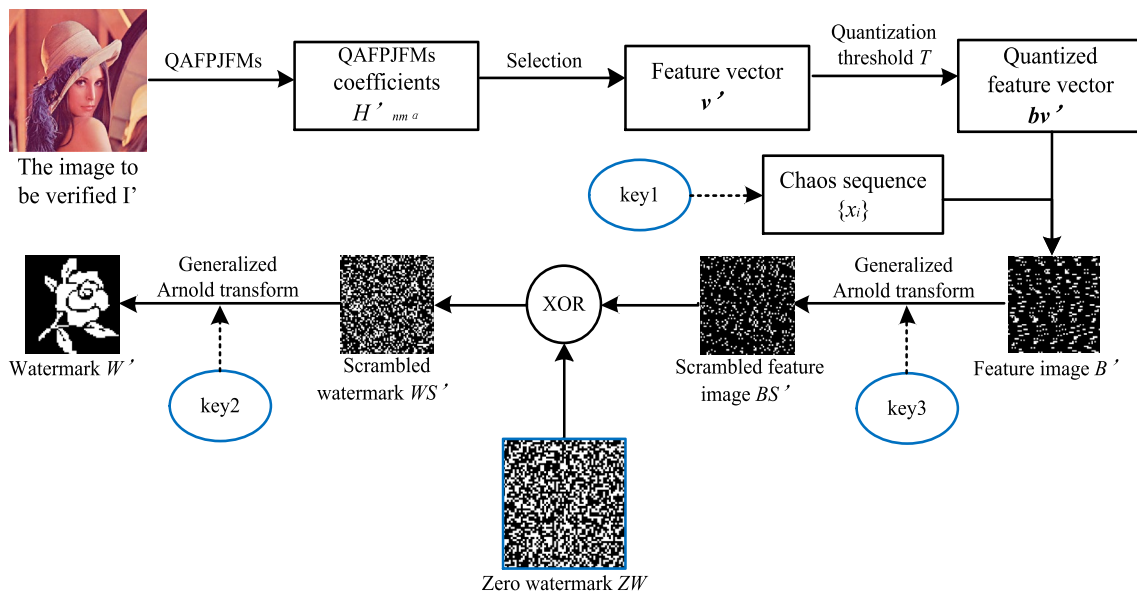 QAFPJFMs
QAFPJFMs
coefficients
H’ nm a
Selection
Feature vector
v’
Quantization
threshold T
Quantized
feature vector
bv’
The image to
be verified I’
key1
Chaos sequence
{xi}
Generalized
Arnold transform
XOR
Generalized
Arnold transform
Watermark W’
Scrambled
watermark WS’
Scrambled feature
image BS’
Feature image B’
key2
key3
Zero watermark ZW